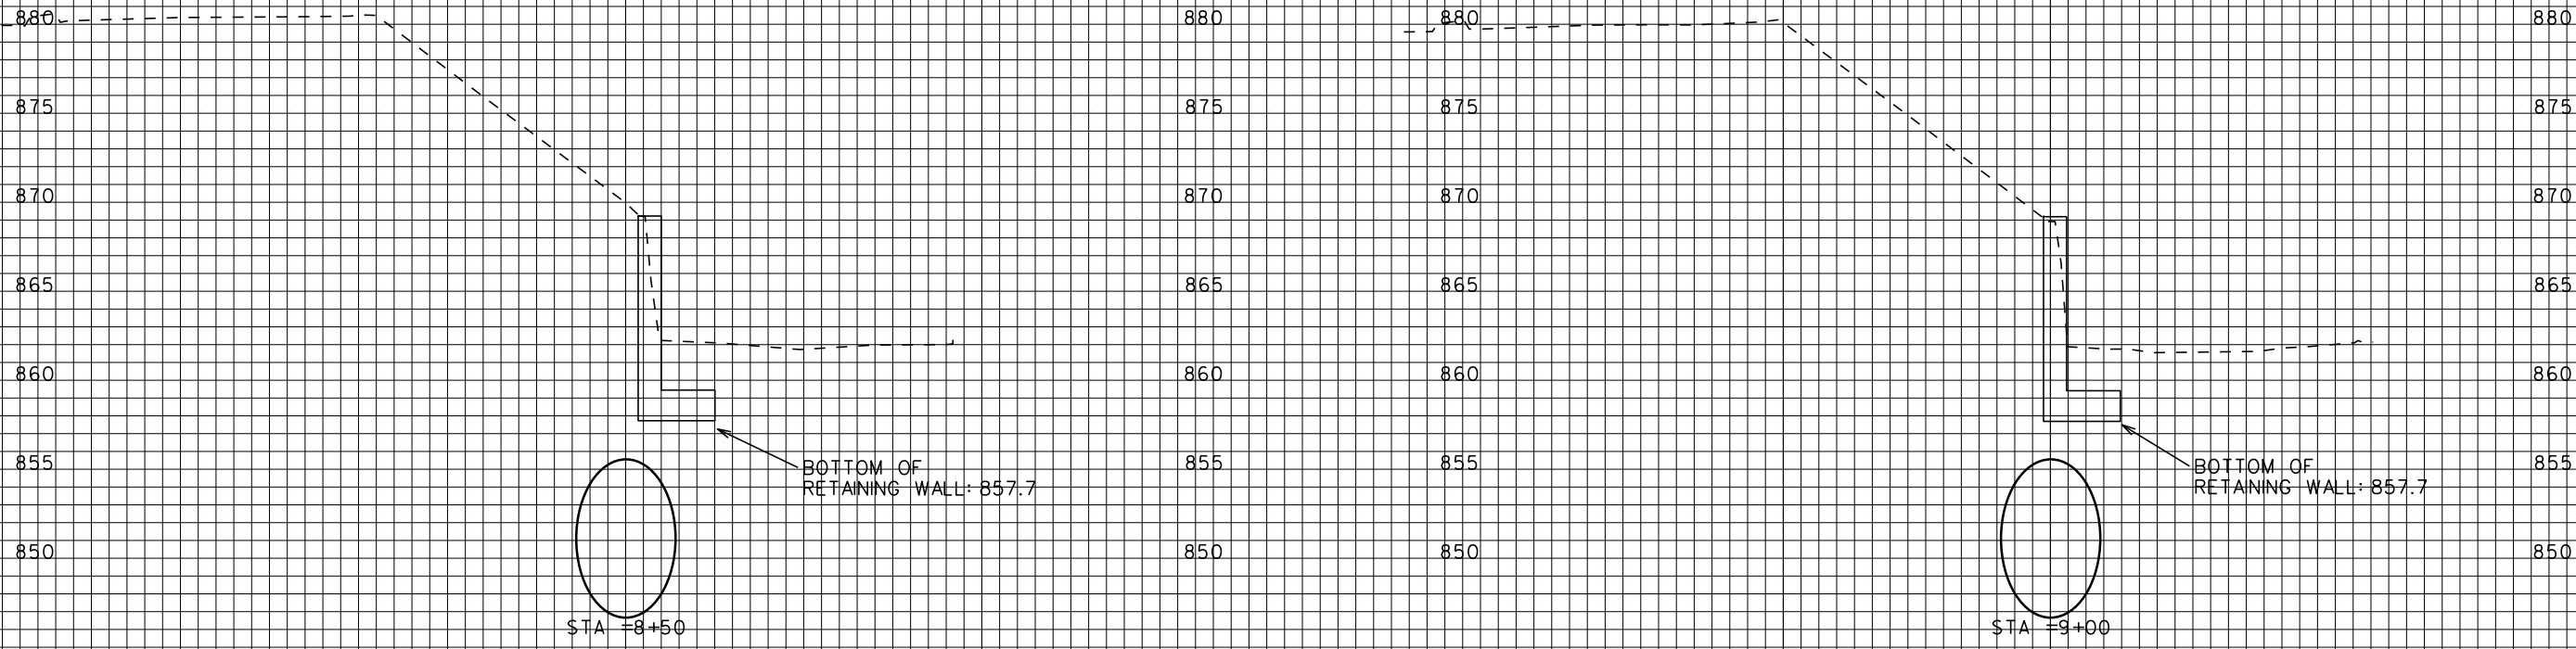 880 880 880 880
875 875 875 875
870 870 870 870
865 865 865 865
860 860 860 860
855 855 855 855
BOTTOM OF
RETAINING WALL: 857.7
BOTTOM OF
RETAINING WALL: 857.7
850 850 850 850
STA =8+50
STA =9+00